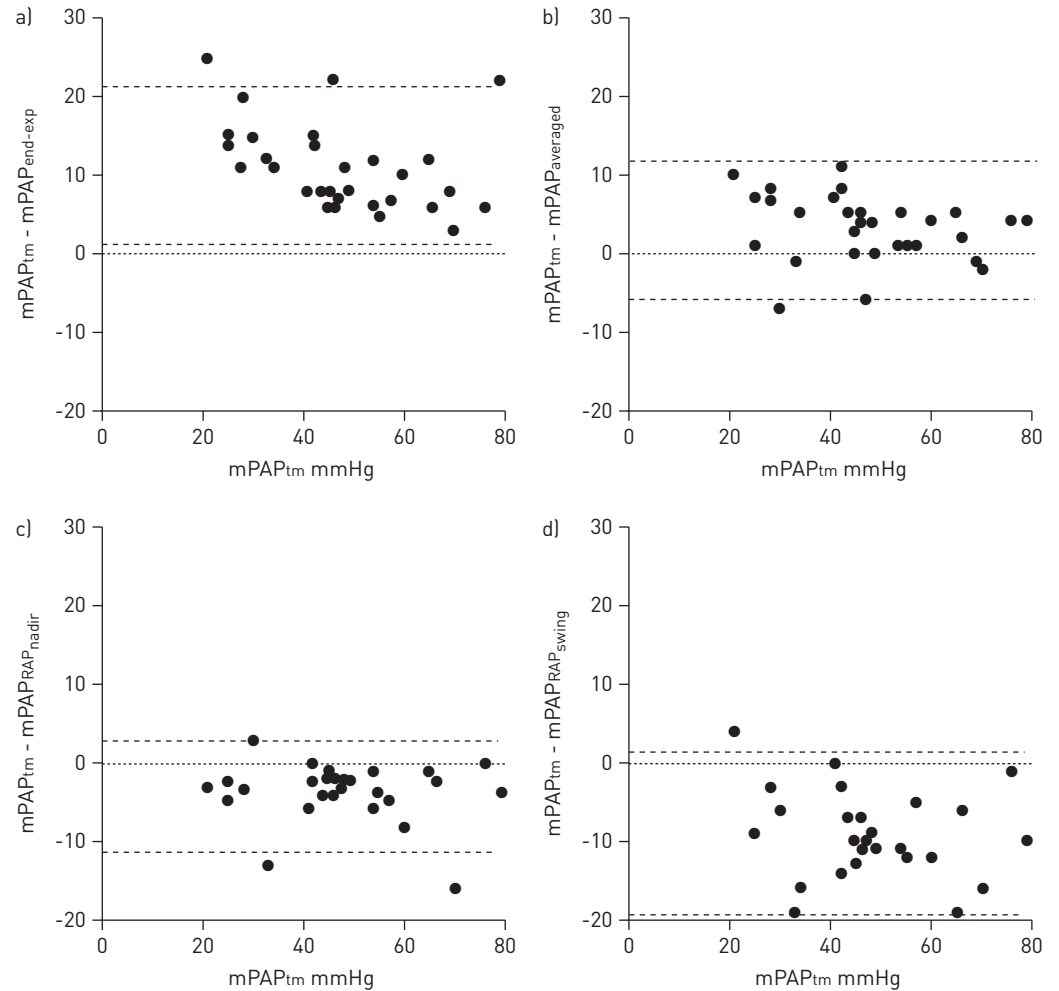 a)
30
20
10
0
-10
-20
mPAPtm - mPAPend-exp
0 20 40 60 80
mPAPtm mmHg
b)
30
20
10
0
-10
-20
mPAPtm - mPAPaveraged
0 20 40 60 80
mPAPtm mmHg
c)
30
20
10
0
-10
-20
mPAPtm - mPAPRAPnadir
0 20 40 60 80
mPAPtm mmHg
d)
30
20
10
0
-10
-20
mPAPtm - mPAPRAPswing
0 20 40 60 80
mPAPtm mmHg